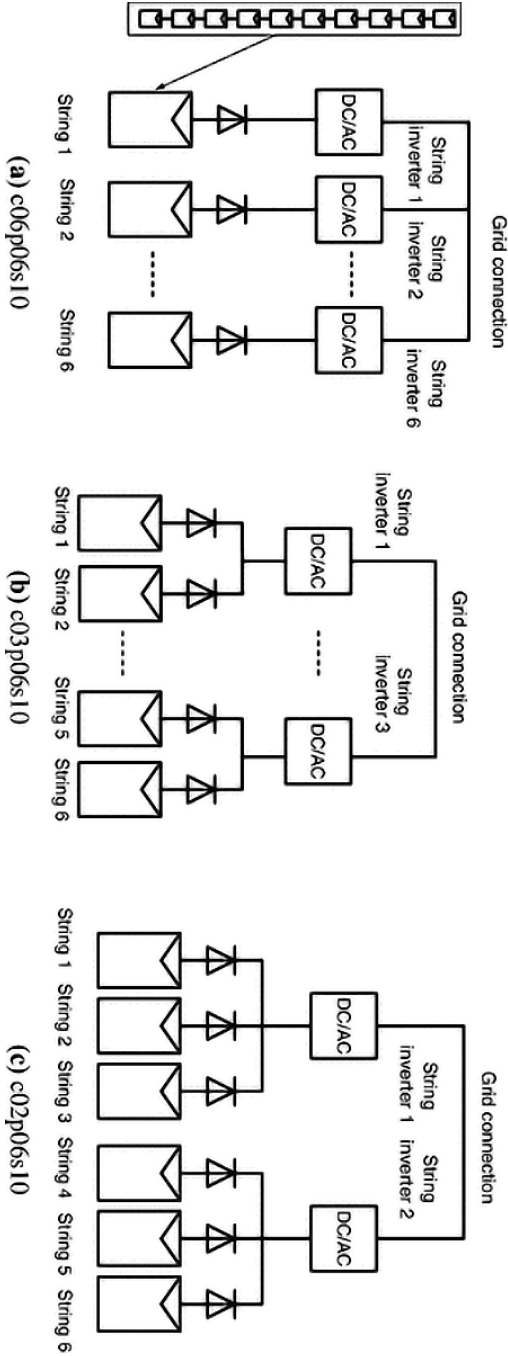 Grid connection
String
inverter 1
String
inverter 2
String
inverter 6
DC/AC
DC/AC
DC/AC
String 1
String 2
String 6
(a) c06p06s10
Grid connection
String
inverter 1
String
inverter 3
DC/AC
DC/AC
String 1
String 2
String 5
String 6
(b) c03p06s10
Grid connection
String
inverter 1
String
inverter 2
DC/AC
DC/AC
String 1
String 2
String 3
String 4
String 5
String 6
(c) c02p06s10